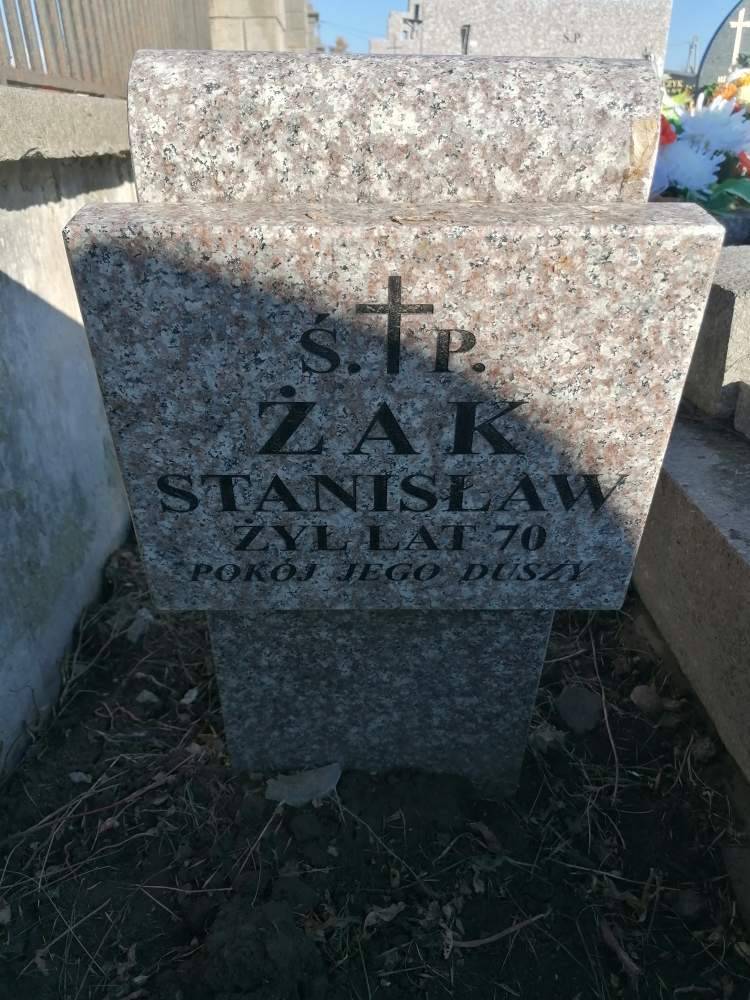 Ś. P.
ŻAK
STANISŁAW
ŻYŁ LAT 70
POKÓJ JEGO DUSZY
Ś.P.